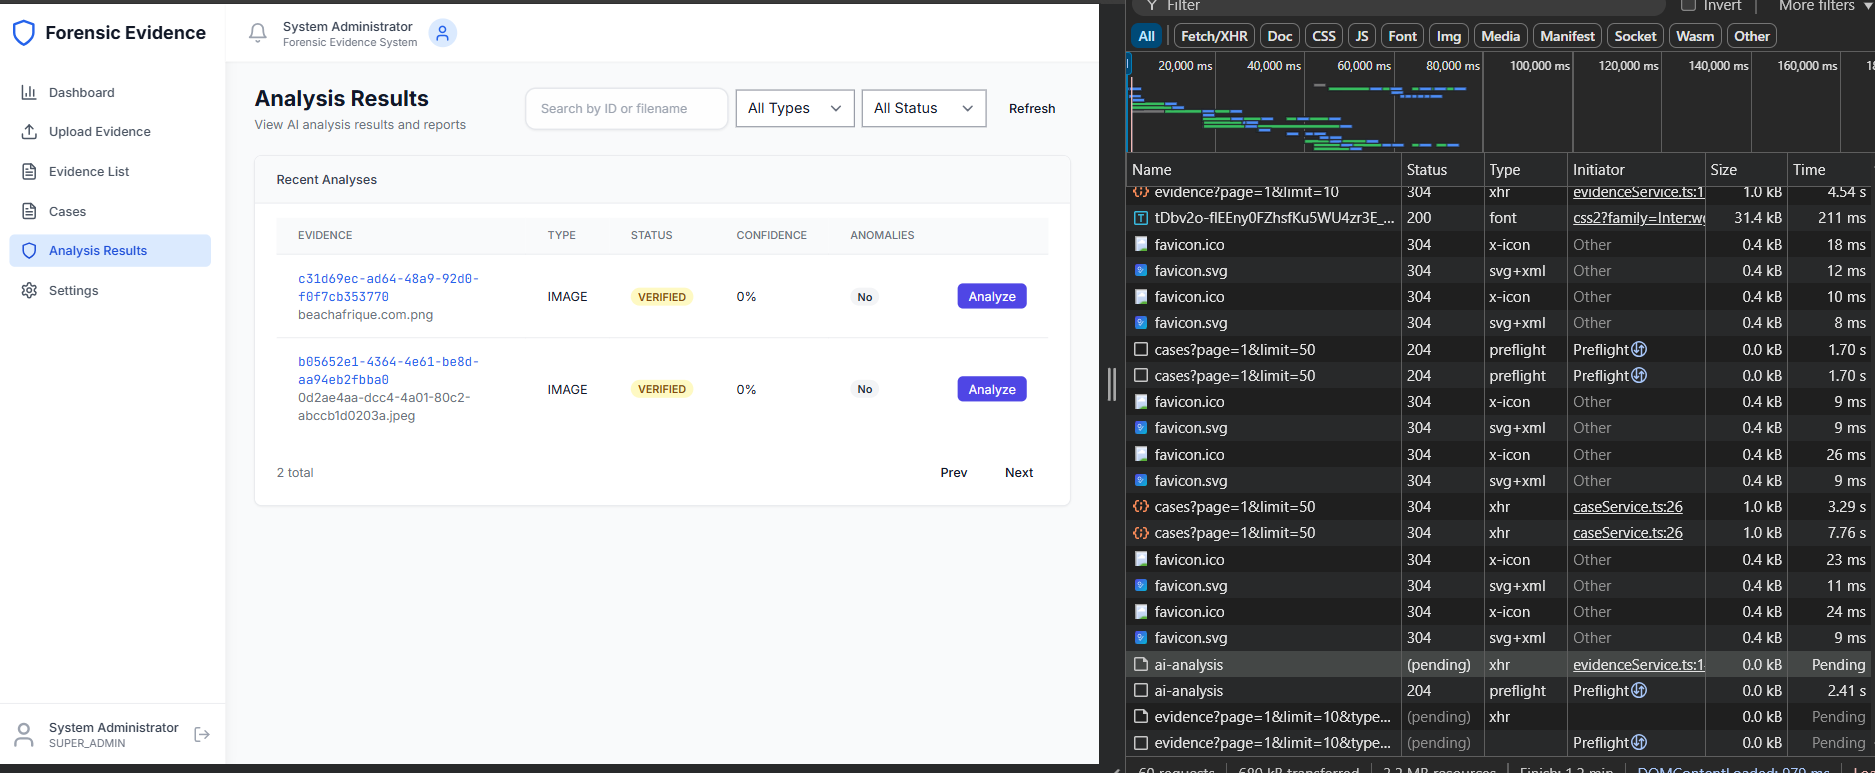 Forensic Evidence
System Administrator
Forensic Evidence System
Dashboard
Upload Evidence
Evidence List
Cases
Analysis Results
Settings
System Administrator
SUPER_ADMIN
Analysis Results
View AI analysis results and reports
Search by ID or filename
All Types
All Status
Refresh
Recent Analyses
EVIDENCE TYPE STATUS CONFIDENCE ANOMALIES
c31d69ec-ad64-48a9-92d0-
f0f7cb353770
beachafrique.com.png
IMAGE VERIFIED 0% No Analyze
b05652e1-4364-4e61-be8d-
aa94eb2fbba0
0d2ae4aa-dcc4-4a01-80c2-
abccb1d0203a.jpeg
IMAGE VERIFIED 0% No Analyze
2 total Prev Next
Filter Invert More filters
All Fetch/XHR Doc CSS JS Font Img Media Manifest Socket Wasm Other
20,000 ms 40,000 ms 60,000 ms 80,000 ms 100,000 ms 120,000 ms 140,000 ms 160,000 ms
Name Status Type Initiator Size Time
evidence?page=1&limit=10 304 xhr evidenceService.ts:1 1.0 kB 4.54 s
tDbv2o-flEEny0FZhsfKu5WU4zr3E_... 200 font css2?family=Inter:w 31.4 kB 211 ms
favicon.ico 304 x-icon Other 0.4 kB 18 ms
favicon.svg 304 svg+xml Other 0.4 kB 12 ms
favicon.ico 304 x-icon Other 0.4 kB 10 ms
favicon.svg 304 svg+xml Other 0.4 kB 8 ms
cases?page=1&limit=50 204 preflight Preflight 0.0 kB 1.70 s
cases?page=1&limit=50 204 preflight Preflight 0.0 kB 1.70 s
favicon.ico 304 x-icon Other 0.4 kB 9 ms
favicon.svg 304 svg+xml Other 0.4 kB 9 ms
favicon.ico 304 x-icon Other 0.4 kB 26 ms
favicon.svg 304 svg+xml Other 0.4 kB 9 ms
cases?page=1&limit=50 304 xhr caseService.ts:26 1.0 kB 3.29 s
cases?page=1&limit=50 304 xhr caseService.ts:26 1.0 kB 7.76 s
favicon.ico 304 x-icon Other 0.4 kB 23 ms
favicon.svg 304 svg+xml Other 0.4 kB 11 ms
favicon.ico 304 x-icon Other 0.4 kB 24 ms
favicon.svg 304 svg+xml Other 0.4 kB 9 ms
ai-analysis (pending) xhr evidenceService.ts:1 0.0 kB Pending
ai-analysis 204 preflight Preflight 0.0 kB 2.41 s
evidence?page=1&limit=10&type... (pending) xhr 0.0 kB Pending
evidence?page=1&limit=10&type... (pending) Preflight 0.0 kB Pending
60 requests 680 kB transferred 2.2 MB resources Finish: 1.2 min DOMContentLoaded: 979 ms